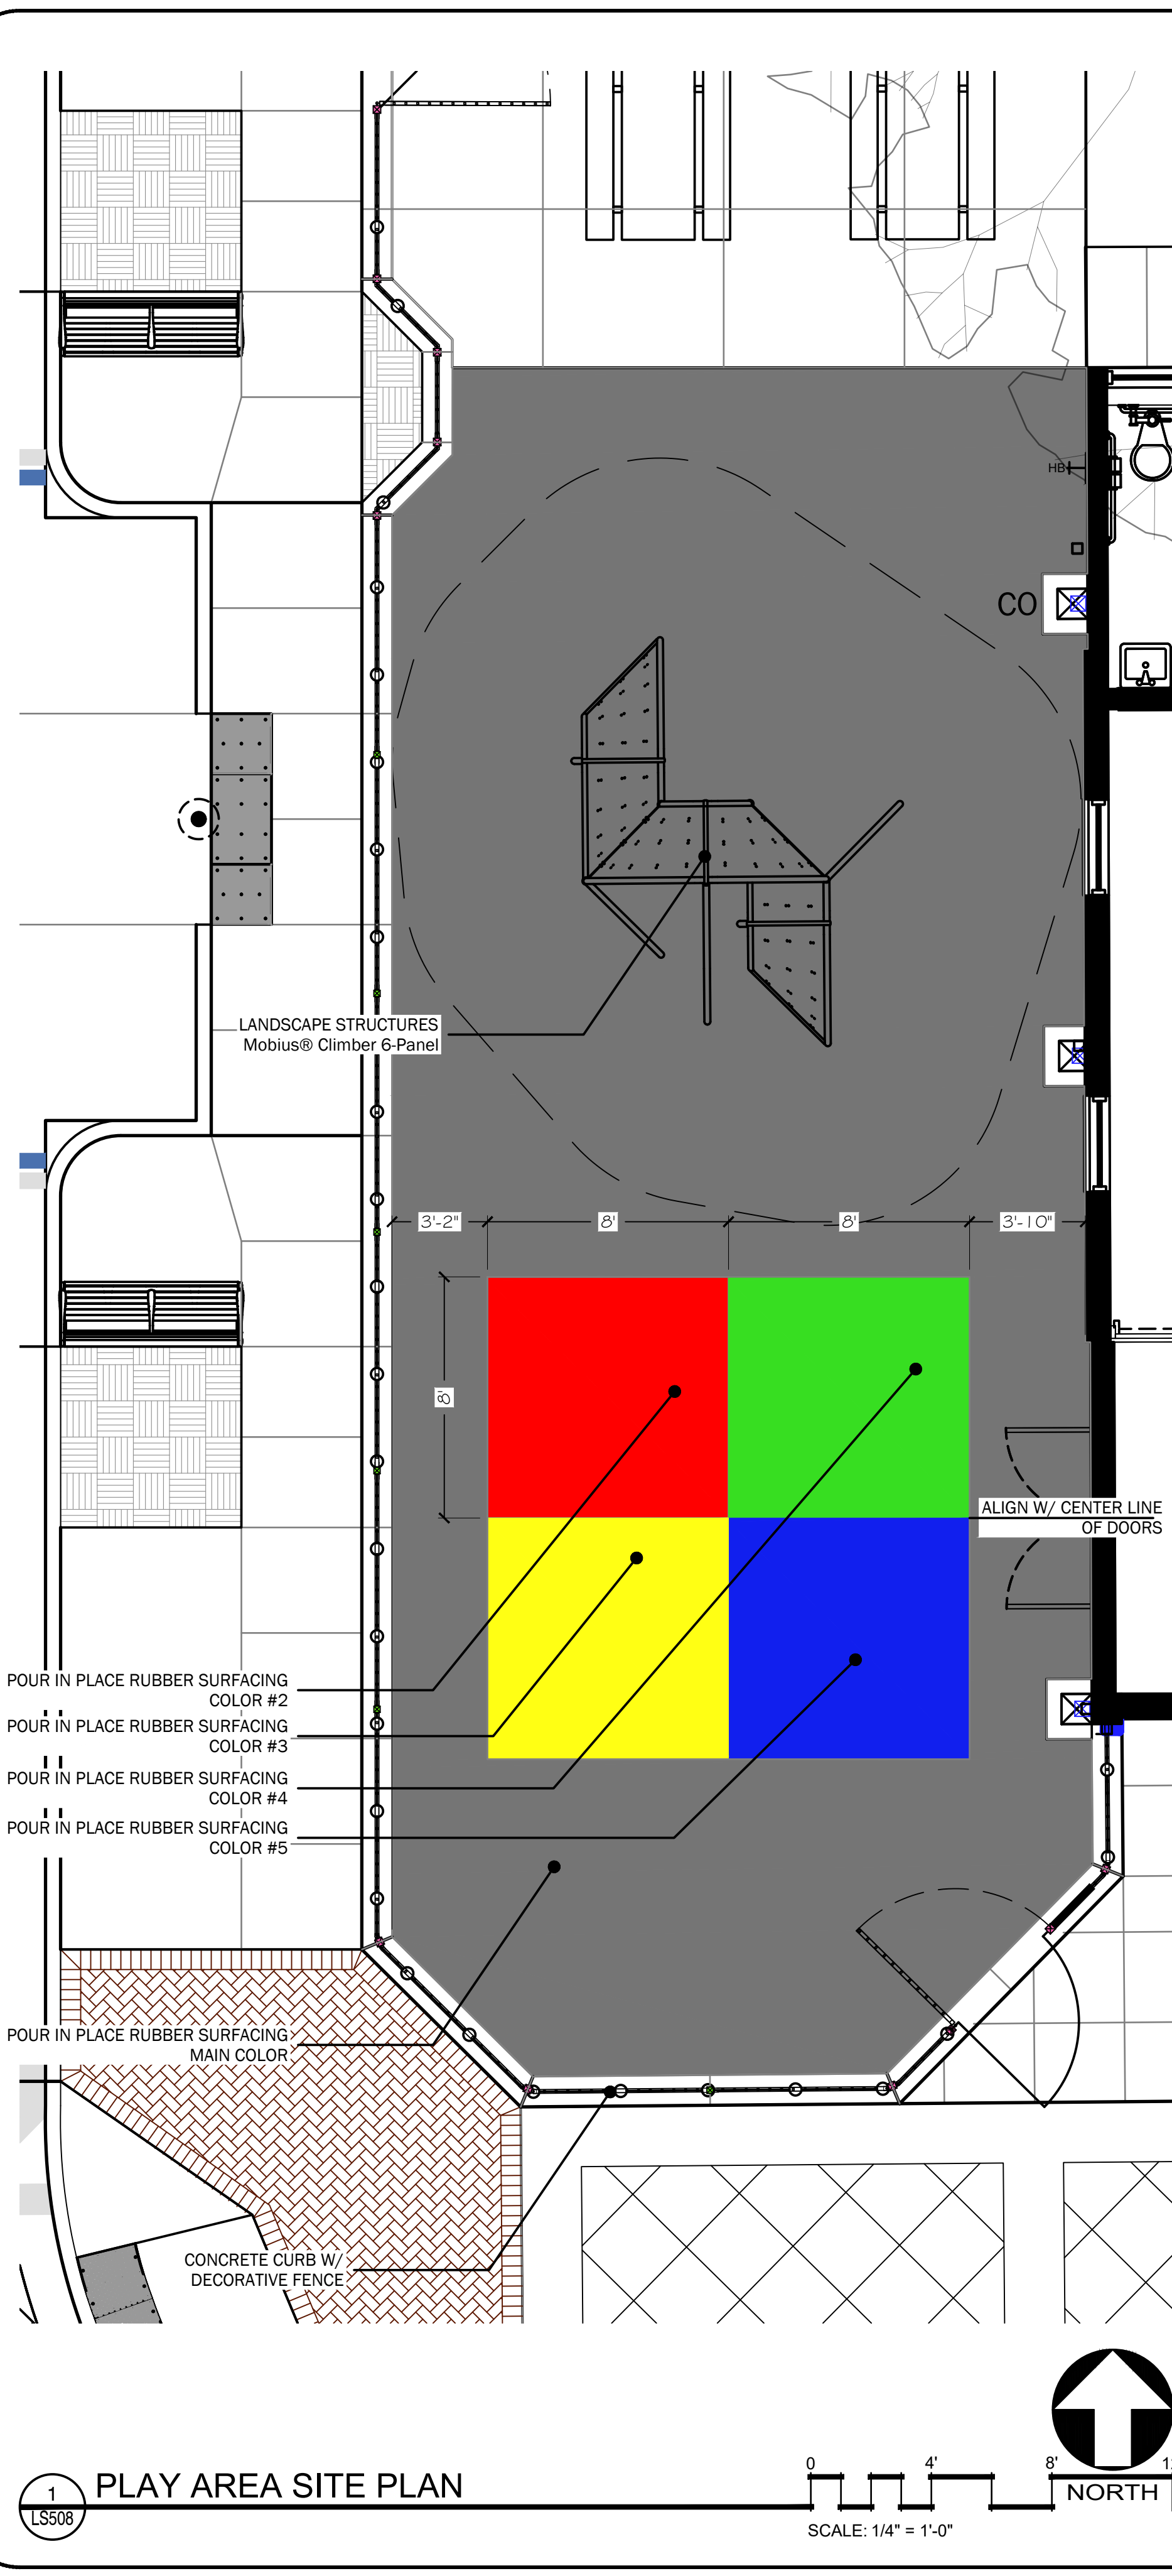 HB
CO
LANDSCAPE STRUCTURES
Mobius® Climber 6-Panel
3'-2"
8'
8'
3'-10"
8'
ALIGN W/ CENTER LINE
OF DOORS
POUR IN PLACE RUBBER SURFACING
COLOR #2
POUR IN PLACE RUBBER SURFACING
COLOR #3
POUR IN PLACE RUBBER SURFACING
COLOR #4
POUR IN PLACE RUBBER SURFACING
COLOR #5
POUR IN PLACE RUBBER SURFACING
MAIN COLOR
CONCRETE CURB W/
DECORATIVE FENCE
1
LS508
PLAY AREA SITE PLAN
0
4'
8'
NORTH
SCALE: 1/4" = 1'-0"